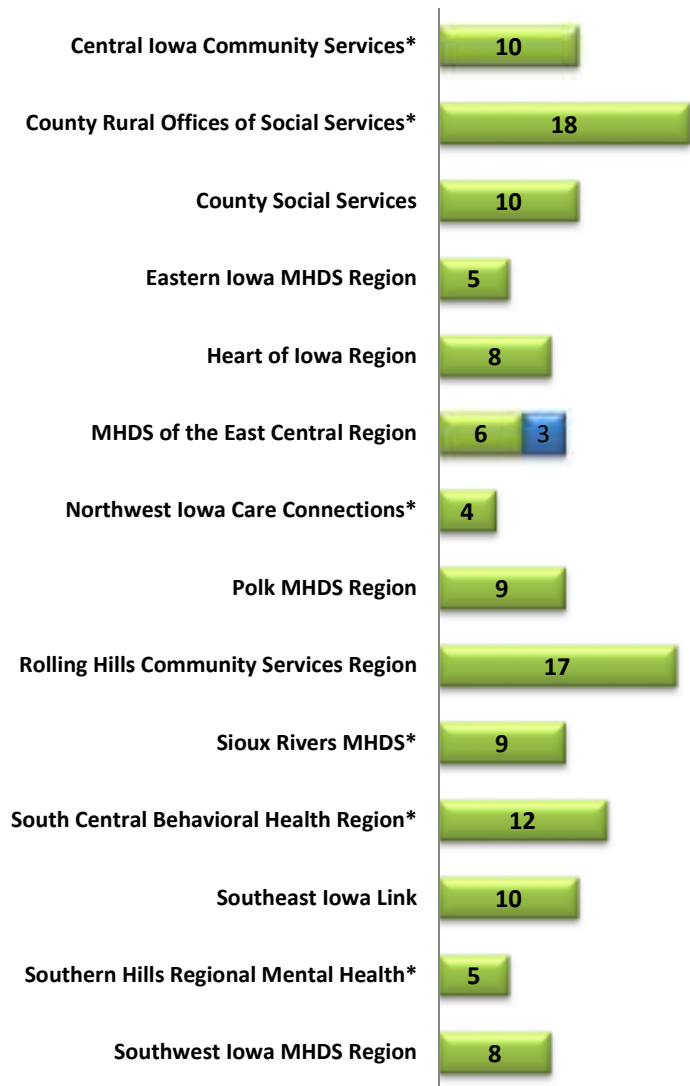 Central Iowa Community Services* 10
County Rural Offices of Social Services* 18
County Social Services 10
Eastern Iowa MHDS Region 5
Heart of Iowa Region 8
MHDS of the East Central Region 6 3
Northwest Iowa Care Connections* 4
Polk MHDS Region 9
Rolling Hills Community Services Region 17
Sioux Rivers MHDS* 9
South Central Behavioral Health Region* 12
Southeast Iowa Link 10
Southern Hills Regional Mental Health* 5
Southwest Iowa MHDS Region 8